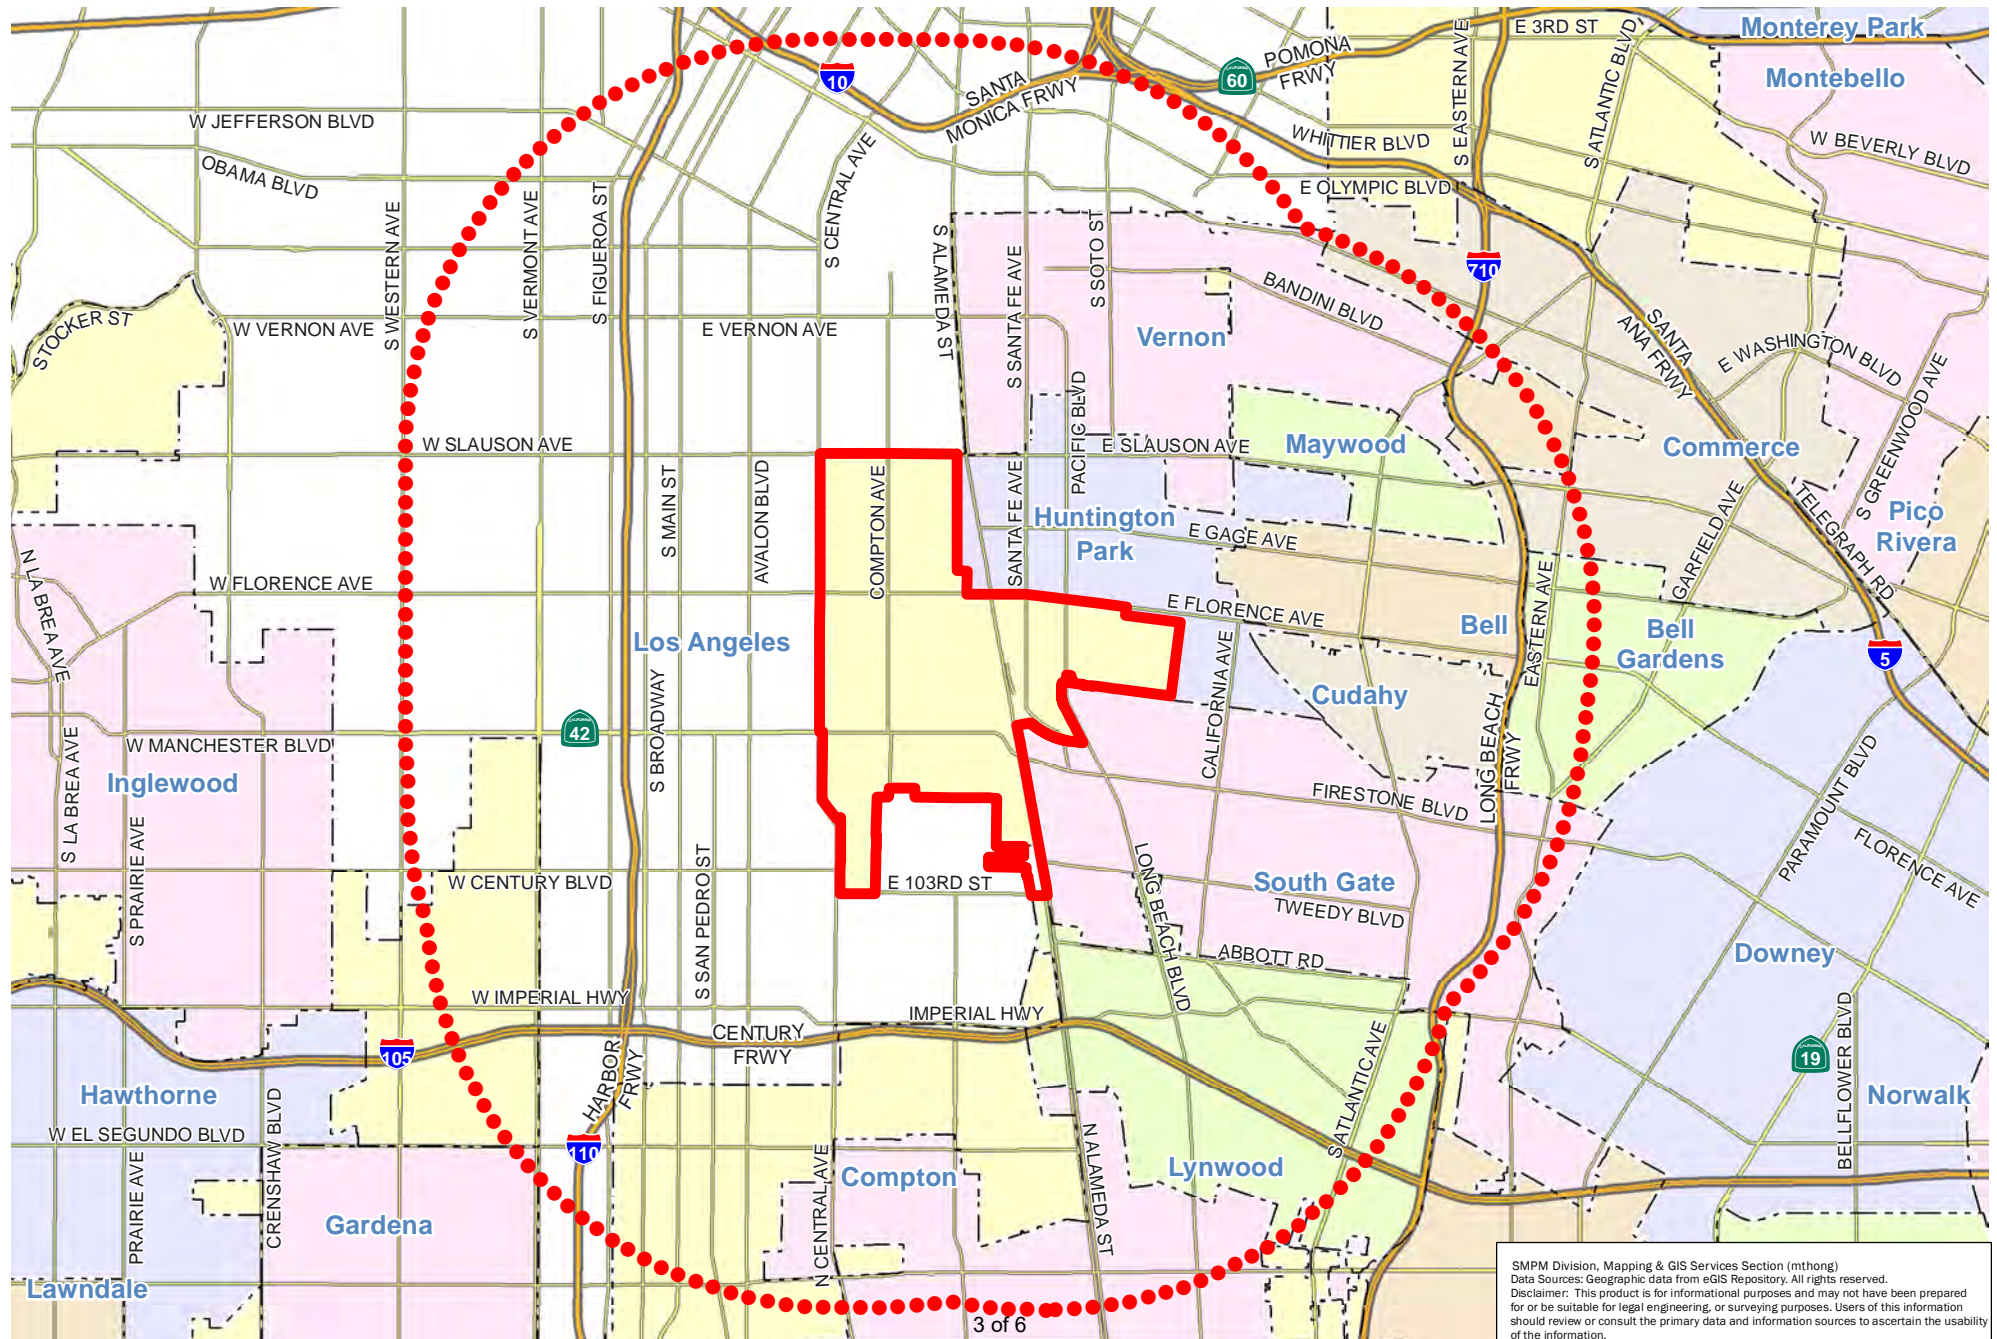 E 3RD ST
Monterey Park
Montebello
POMONA
FRWY
60
10
SANTA
MONICA FRWY
S EASTERN AVE
S ATLANTIC BLVD
W JEFFERSON BLVD
WHITTIER BLVD
W BEVERLY BLVD
OBAMA BLVD
E OLYMPIC BLVD
S CENTRAL AVE
S WESTERN AVE
S VERMONT AVE
S FIGUEROA ST
S ALAMEDA ST
S SANTA FE AVE
S SOTO ST
710
BANDINI BLVD
STOCKER ST
W VERNON AVE
E VERNON AVE
Vernon
SANTA
ANA FRWY
E WASHINGTON BLVD
S GREENWOOD AVE
PACIFIC BLVD
W SLAUSON AVE
E SLAUSON AVE
Maywood
Commerce
S MAIN ST
AVALON BLVD
COMPTON AVE
SANTA FE AVE
Huntington
Park
E GAGE AVE
GARFIELD AVE
TELEGRAPH RD
Pico
Rivera
N LA BREA AVE
W FLORENCE AVE
E FLORENCE AVE
Los Angeles
Bell
EASTERN AVE
Bell
Gardens
5
CALIFORNIA AVE
Cudahy
S BROADWAY
42
W MANCHESTER BLVD
Inglewood
S LA BREA AVE
LONG BEACH
FRWY
FIRESTONE BLVD
PARAMOUNT BLVD
FLORENCE AVE
S PRAIRIE AVE
W CENTURY BLVD
S SAN PEDRO ST
E 103RD ST
LONG BEACH BLVD
South Gate
TWEEDY BLVD
ABBOTT RD
Downey
W IMPERIAL HWY
IMPERIAL HWY
CENTURY
FRWY
105
HARBOR
FRWY
S ATLANTIC AVE
BELLFLOWER BLVD
19
Hawthorne
Norwalk
CRENSHAW BLVD
W EL SEGUNDO BLVD
110
PRAIRIE AVE
N CENTRAL AVE
Compton
N ALAMEDA ST
Lynwood
Gardena
Lawndale
3 of 6
SMPM Division, Mapping & GIS Services Section (mthong)
Data Sources: Geographic data from eGIS Repository. All rights reserved.
Disclaimer: This product is for informational purposes and may not have been prepared
for or be suitable for legal engineering, or surveying purposes. Users of this information
should review or consult the primary data and information sources to ascertain the usability
of the information.